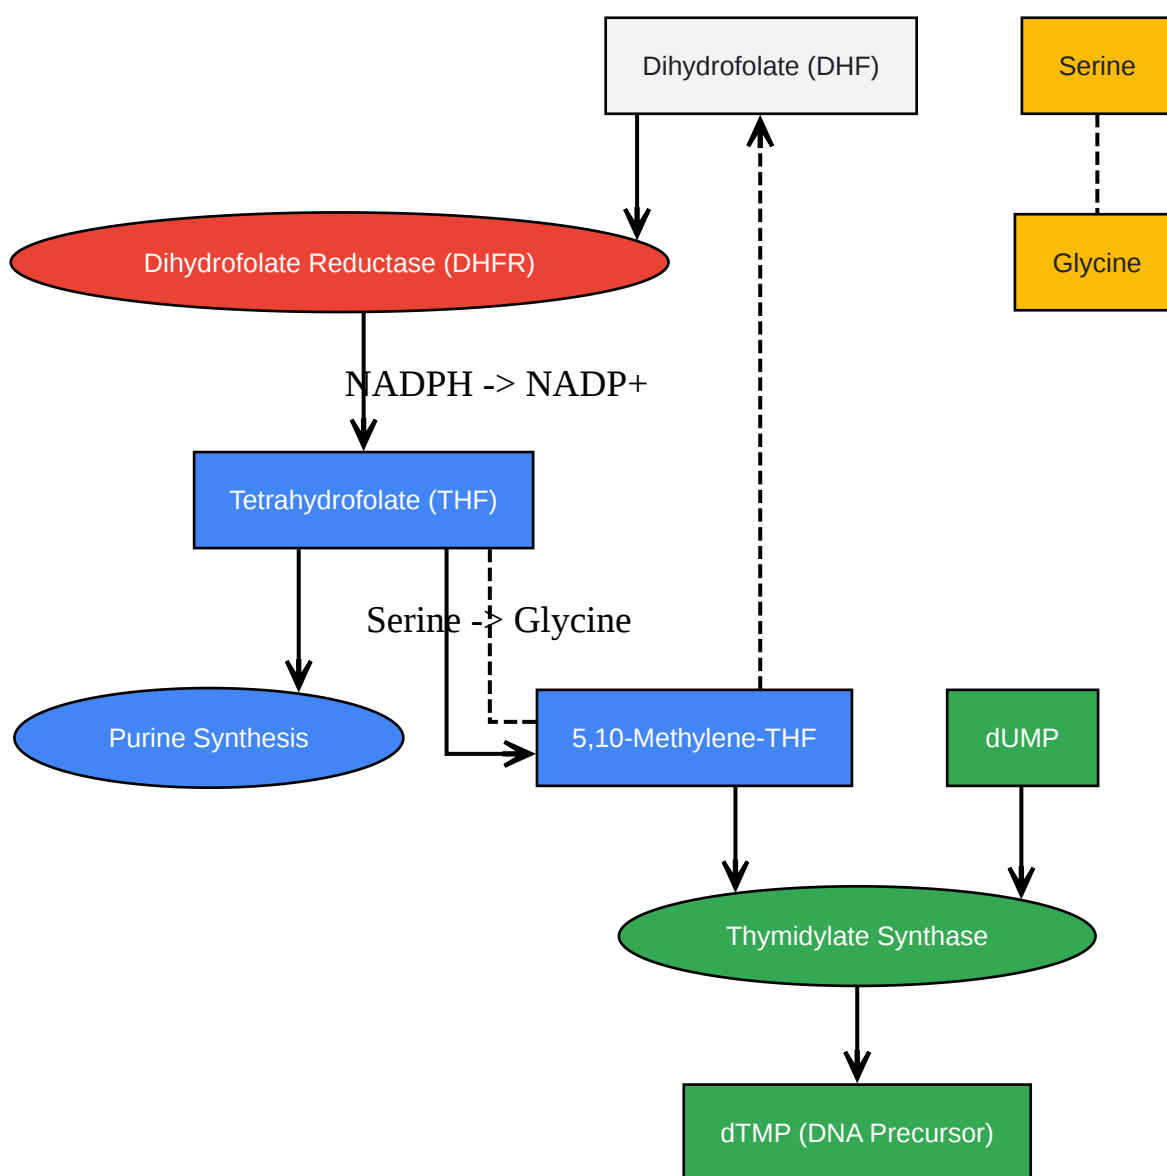 Dihydrofolate (DHF)
Serine
Dihydrofolate Reductase (DHFR)
Glycine
NADPH -> NADP+
Tetrahydrofolate (THF)
Serine -> Glycine
Purine Synthesis
5,10-Methylene-THF
dUMP
Thymidylate Synthase
dTMP (DNA Precursor)